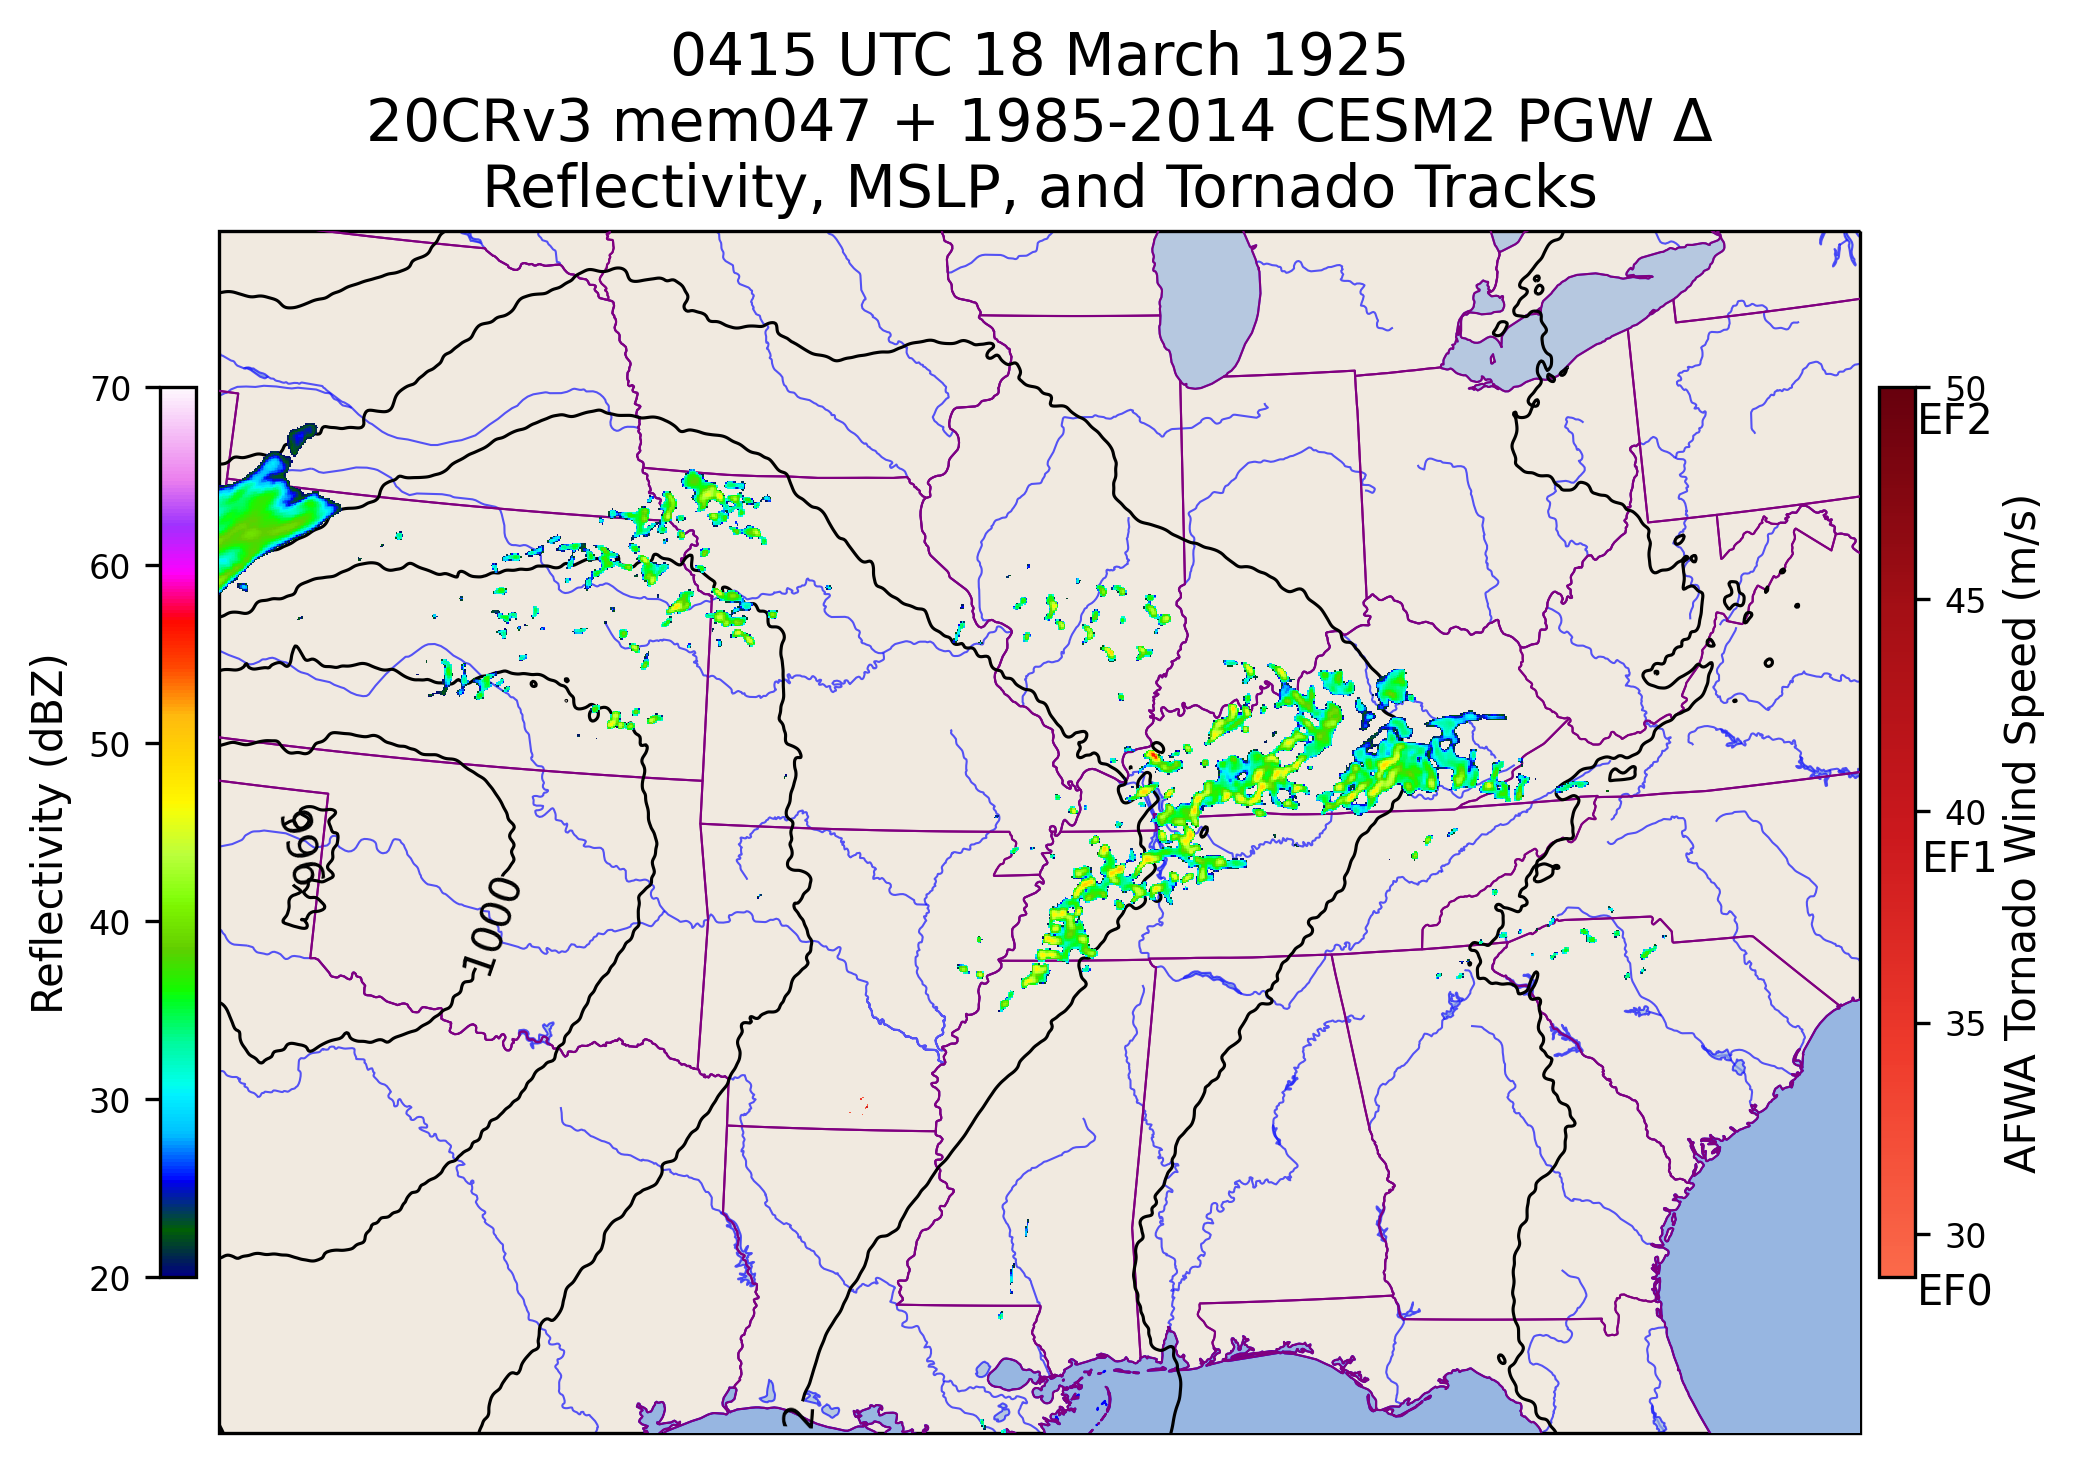 0415 UTC 18 March 1925
20CRv3 mem047 + 1985-2014 CESM2 PGW Δ
Reflectivity, MSLP, and Tornado Tracks
70
60
50
40
30
20
Reflectivity (dBZ)
996
1000
50
EF2
45
40
EF1
35
30
EF0
AFWA Tornado Wind Speed (m/s)